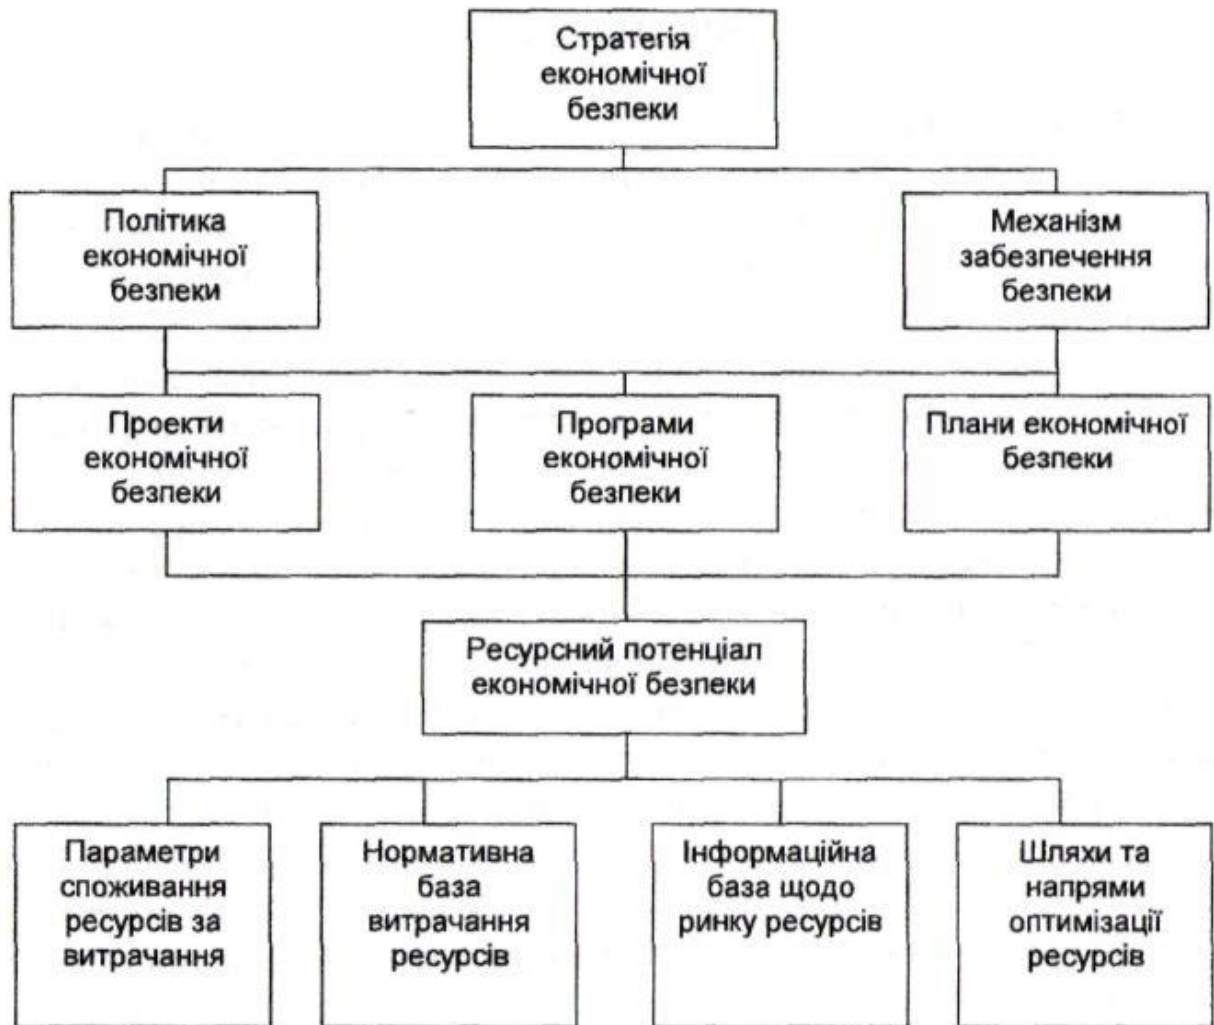 Стратегія
економічної
безпеки
Політика
економічної
безпеки
Механізм
забезпечення
безпеки
Проекти
економічної
безпеки
Програми
економічної
безпеки
Плани економічної
безпеки
Ресурсний потенціал
економічної безпеки
Параметри
споживання
ресурсів за
витрачання
Нормативна
база
витрачання
ресурсів
Інформаційна
база щодо
ринку ресурсів
Шляхи та
напрями
оптимізації
ресурсів